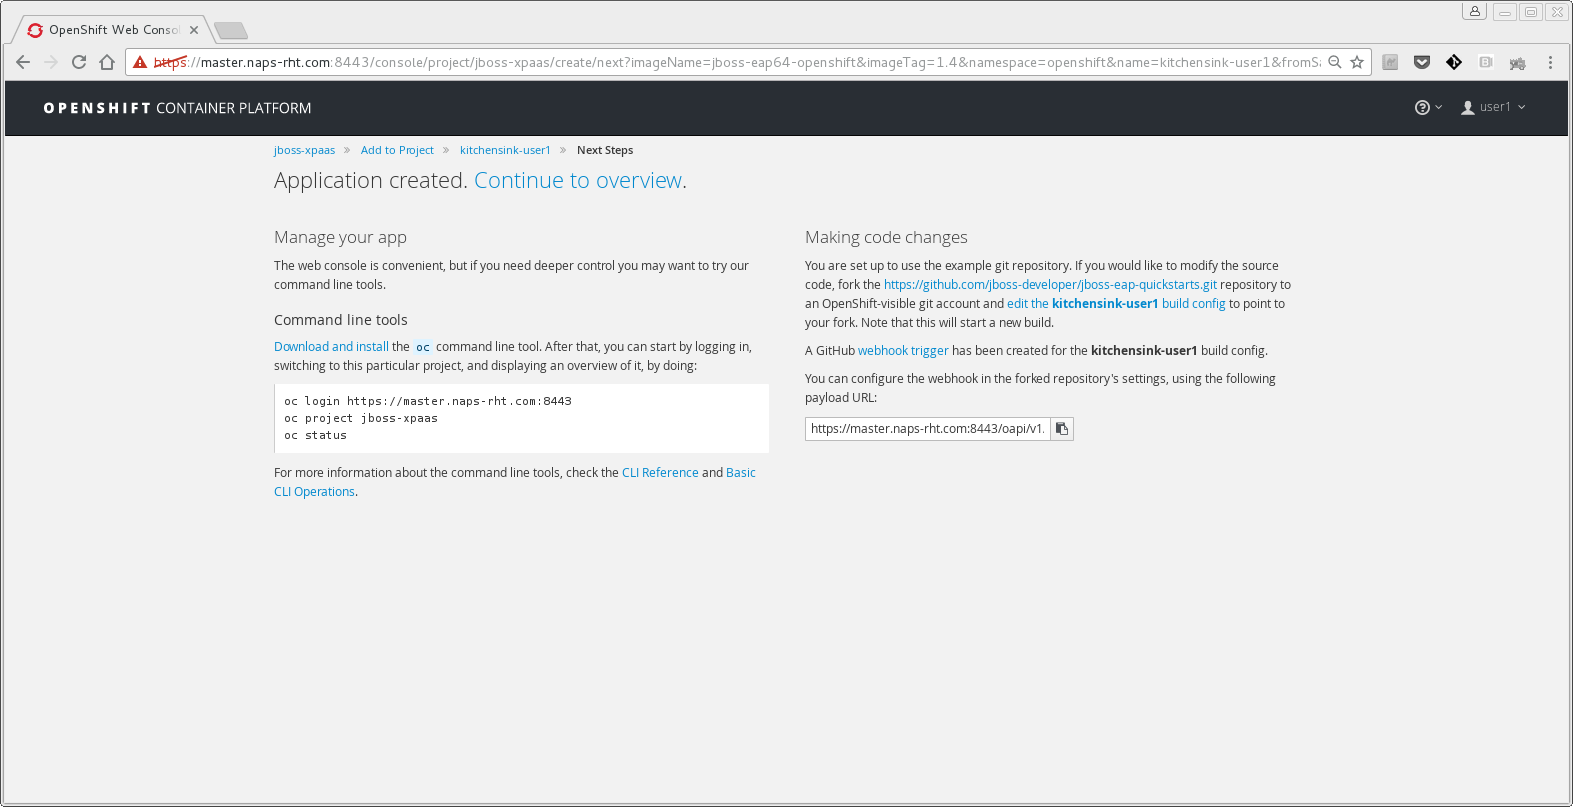 OpenShift Web Conso
https://master.naps-rht.com:8443/console/project/jboss-xpaas/create/next?imageName=jboss-eap64-openshift&imageTag=1.4&namespace=openshift&name=kitchensink-user1&fromSa
OPENSHIFT CONTAINER PLATFORM
user1
jboss-xpaas » Add to Project » kitchensink-user1 » Next Steps
Application created. Continue to overview.
Manage your app
The web console is convenient, but if you need deeper control you may want to try our
command line tools.
Command line tools
Download and install the oc command line tool. After that, you can start by logging in,
switching to this particular project, and displaying an overview of it, by doing:
oc login https://master.naps-rht.com:8443
oc project jboss-xpaas
oc status
For more information about the command line tools, check the CLI Reference and Basic
CLI Operations.
Making code changes
You are set up to use the example git repository. If you would like to modify the source
code, fork the https://github.com/jboss-developer/jboss-eap-quickstarts.git repository to
an OpenShift-visible git account and edit the kitchensink-user1 build config to point to
your fork. Note that this will start a new build.
A GitHub webhook trigger has been created for the kitchensink-user1 build config.
You can configure the webhook in the forked repository's settings, using the following
payload URL:
https://master.naps-rht.com:8443/oapi/v1.